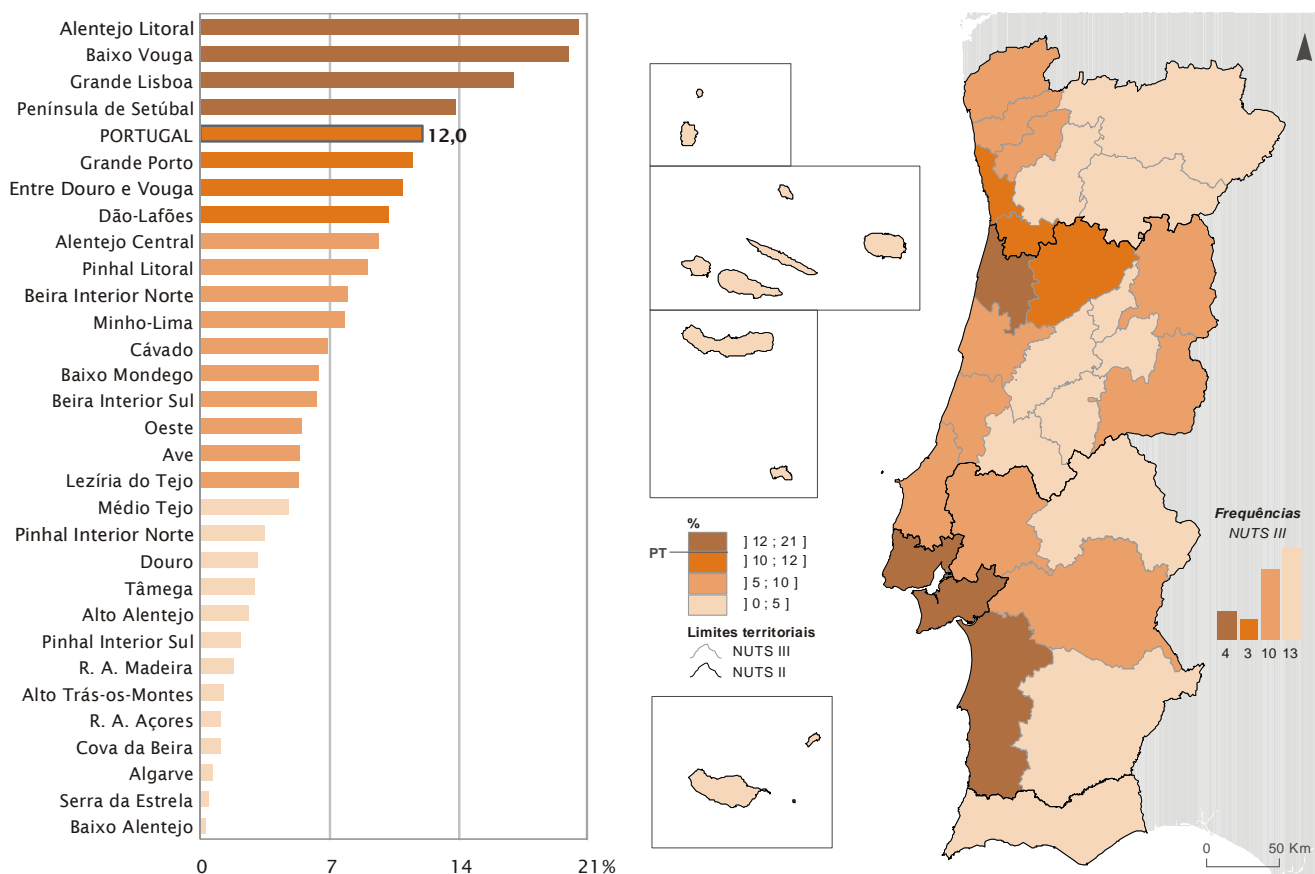 Alentejo Litoral
Baixo Vouga
Grande Lisboa
Península de Setúbal
PORTUGAL
12,0
Grande Porto
Entre Douro e Vouga
Dão-Lafões
Alentejo Central
Pinhal Litoral
Beira Interior Norte
Minho-Lima
Cávado
Baixo Mondego
Beira Interior Sul
Oeste
Ave
Lezíria do Tejo
Médio Tejo
Pinhal Interior Norte
Douro
Tâmega
Alto Alentejo
Pinhal Interior Sul
R. A. Madeira
Alto Trás-os-Montes
R. A. Açores
Cova da Beira
Algarve
Serra da Estrela
Baixo Alentejo
0 7 14 21 %
%
PT
] 12 ; 21 ]
] 10 ; 12 ]
] 5 ; 10 ]
] 0 ; 5 ]
Limites territoriais
NUTS III
NUTS II
Frequências
NUTS III
4 3 10 13
0 50 Km